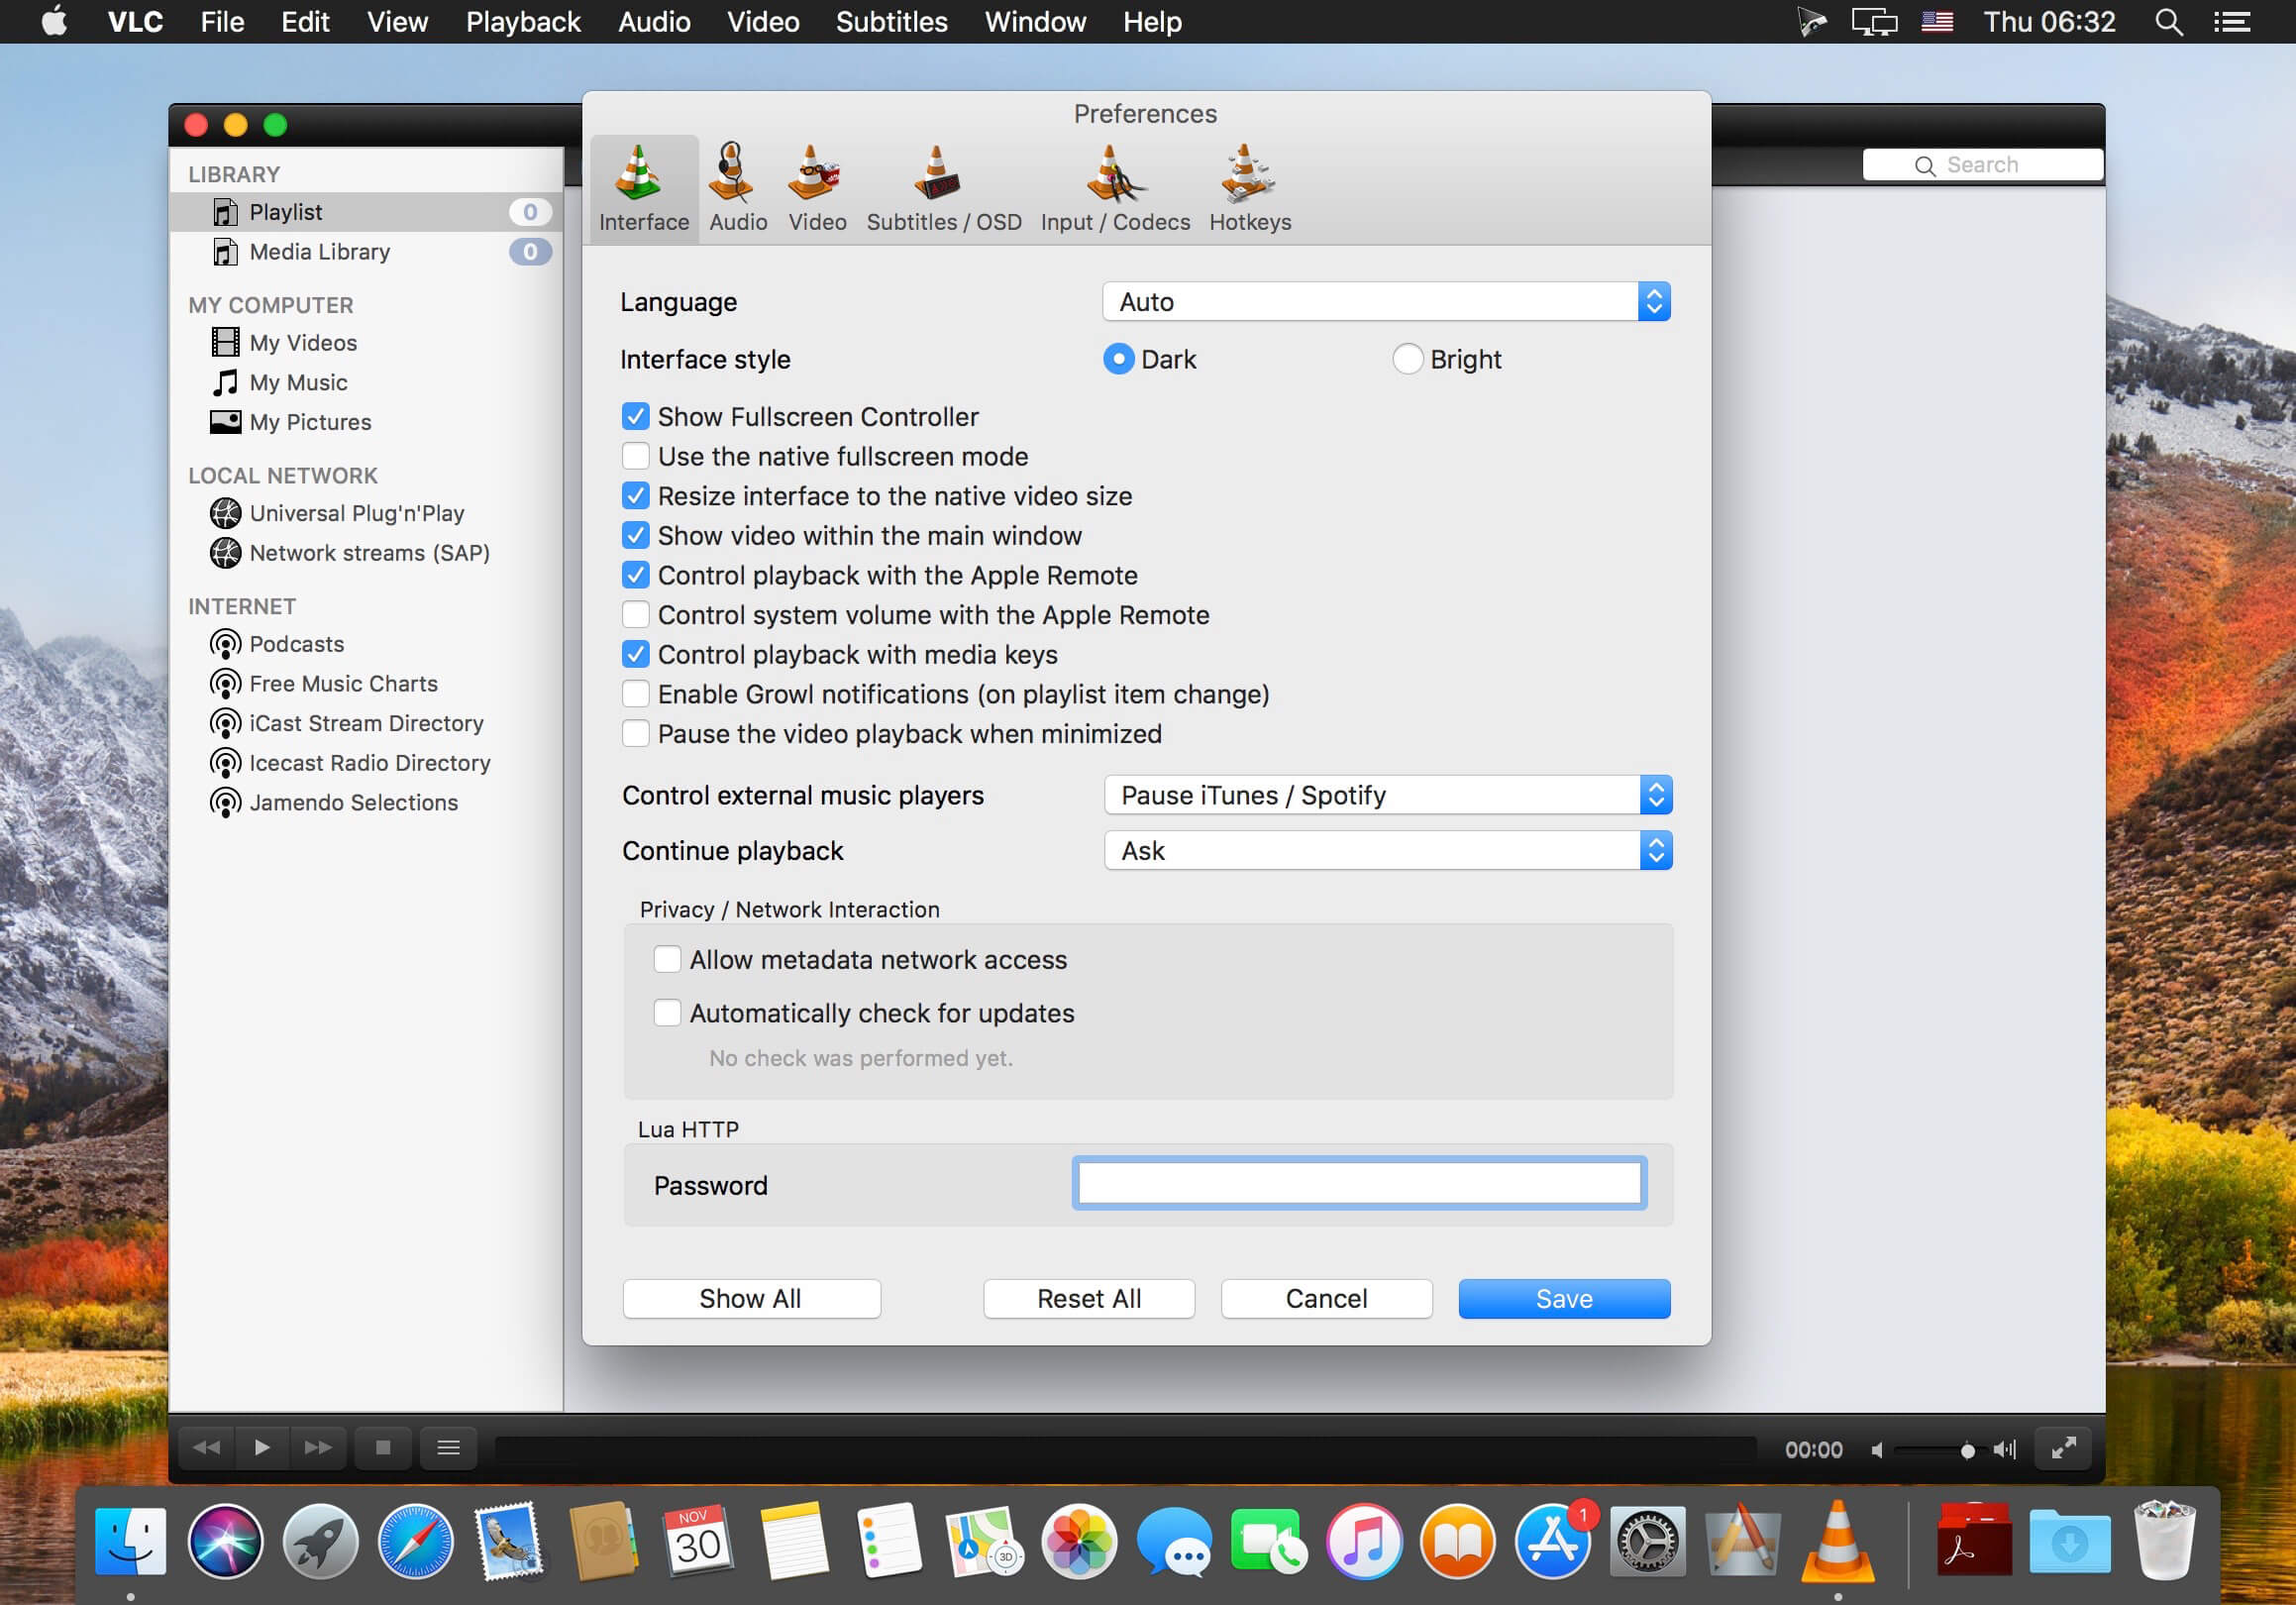 VLC File Edit View Playback Audio Video Subtitles Window Help Thu 06:32
Preferences
Search
Interface Audio Video Subtitles / OSD Input / Codecs Hotkeys
LIBRARY
Playlist 0
Media Library 0
MY COMPUTER
My Videos
My Music
My Pictures
LOCAL NETWORK
Universal Plug'n'Play
Network streams (SAP)
INTERNET
Podcasts
Free Music Charts
iCast Stream Directory
Icecast Radio Directory
Jamendo Selections
Language Auto
Interface style Dark Bright
Show Fullscreen Controller
Use the native fullscreen mode
Resize interface to the native video size
Show video within the main window
Control playback with the Apple Remote
Control system volume with the Apple Remote
Control playback with media keys
Enable Growl notifications (on playlist item change)
Pause the video playback when minimized
Control external music players Pause iTunes / Spotify
Continue playback Ask
Privacy / Network Interaction
Allow metadata network access
Automatically check for updates
No check was performed yet.
Lua HTTP
Password
Show All Reset All Cancel Save
00:00
NOV
30
3D
1